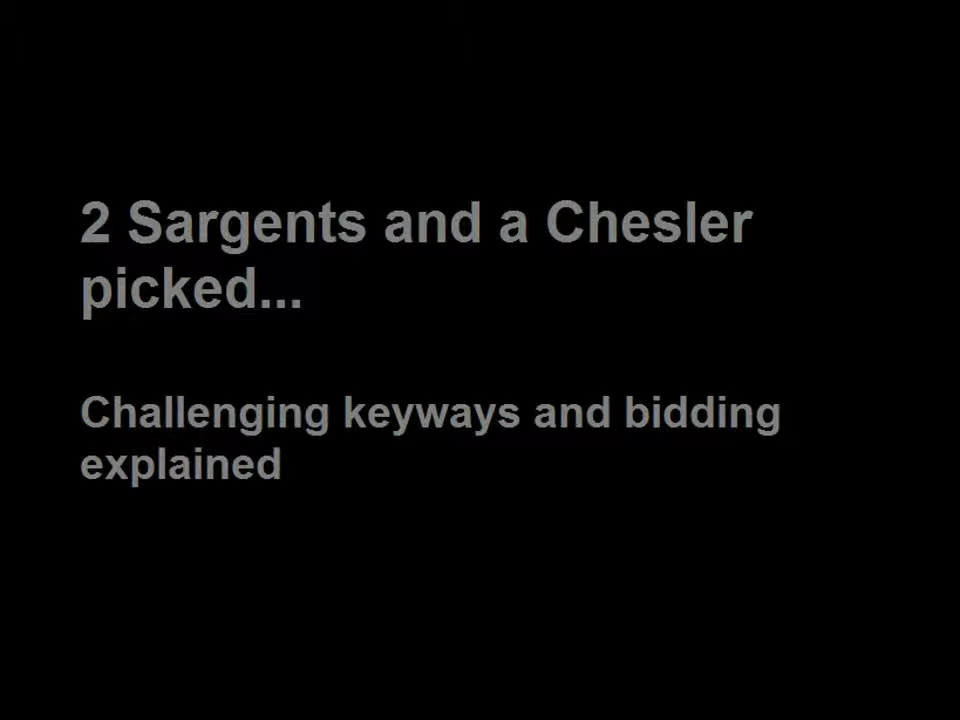 2 Sargents and a Chesler
picked...
Challenging keyways and bidding
explained